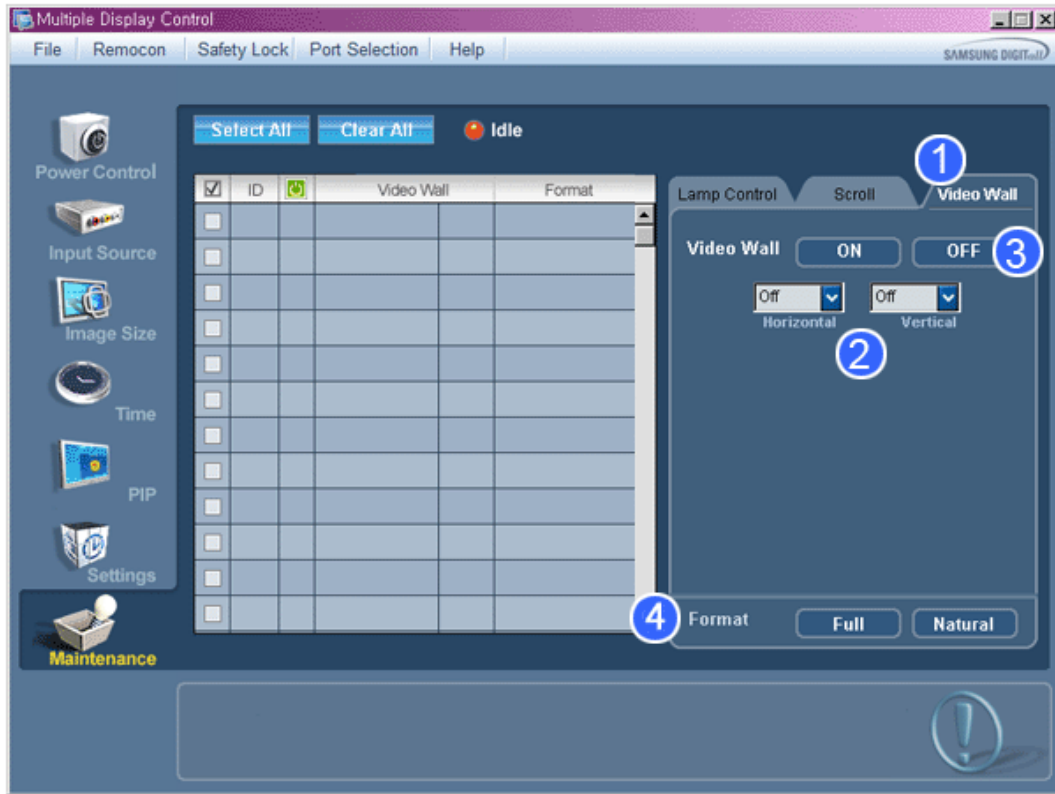 Multiple Display Control
File Remocon Safety Lock Port Selection Help
SAMSUNG DIGITall
Select All Clear All Idle
Power Control
Input Source
Image Size
Time
PIP
Settings
Maintenance
ID Video Wall Format
1
Lamp Control Scroll Video Wall
Video Wall ON OFF 3
Off Off
Horizontal Vertical
2
4 Format Full Natural